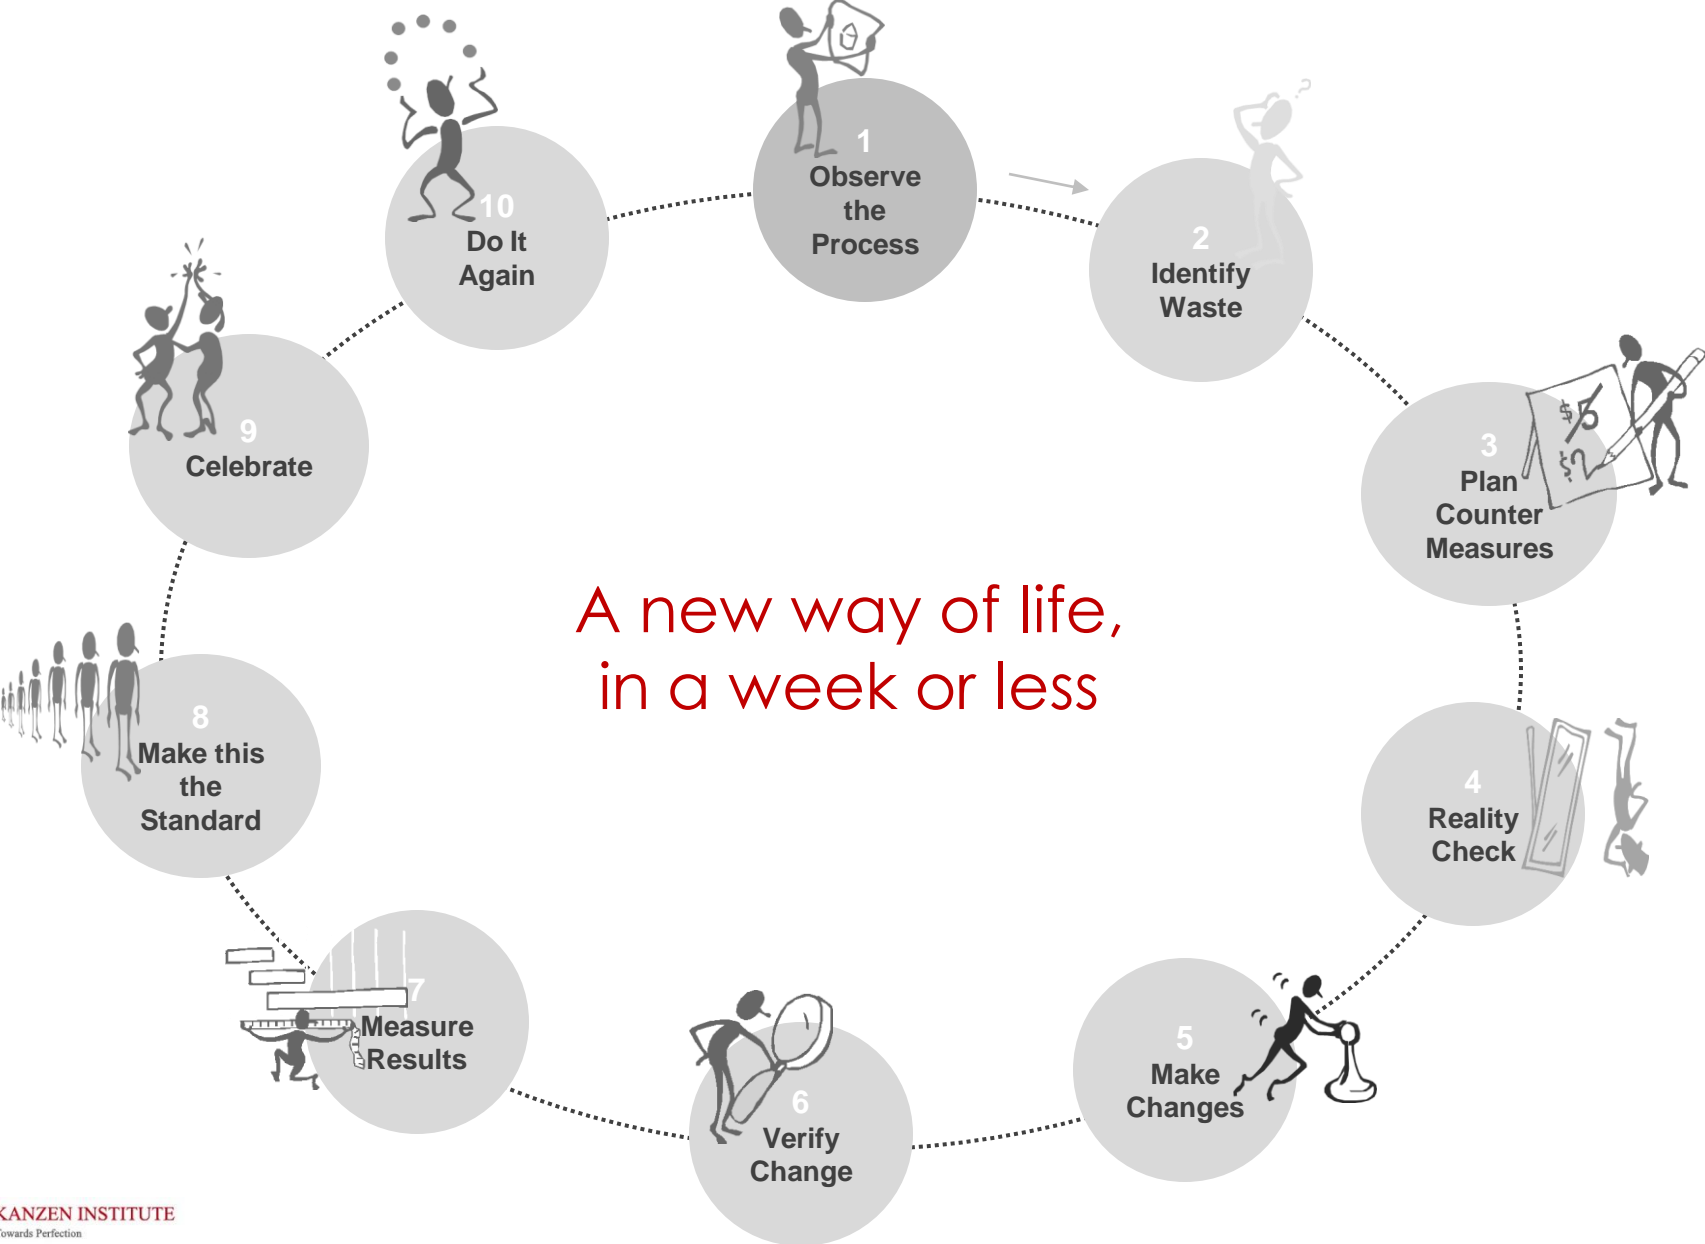 1
Observe
the
Process
2
Identify
Waste
3
Plan
Counter
Measures
4
Reality
Check
5
Make
Changes
6
Verify
Change
7
Measure
Results
8
Make this
the
Standard
9
Celebrate
10
Do It
Again
A new way of life,
in a week or less
KANZEN INSTITUTE
Towards Perfection